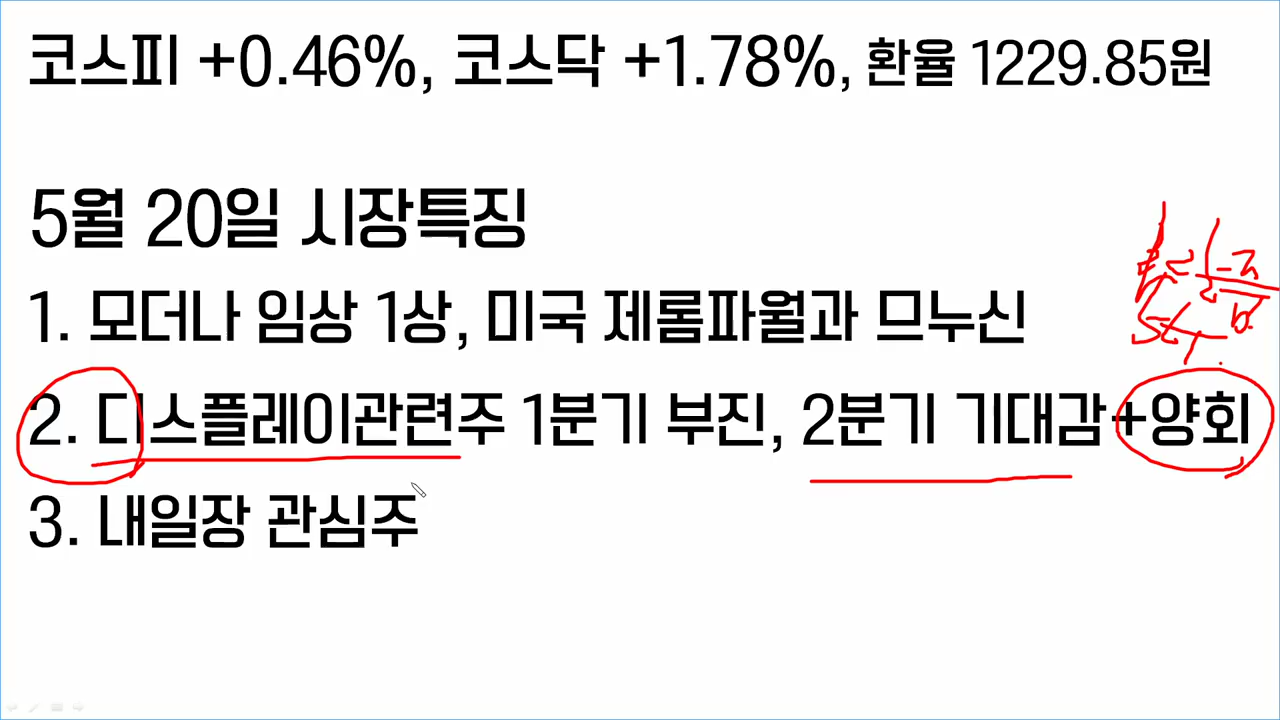 코스피 +0.46%, 코스닥 +1.78%, 환율 1229.85원
5월 20일 시장특징
1. 모더나 임상 1상, 미국 제롬파월과 므누신
2. 디스플레이관련주 1분기 부진, 2분기 기대감+양회
3. 내일장 관심주